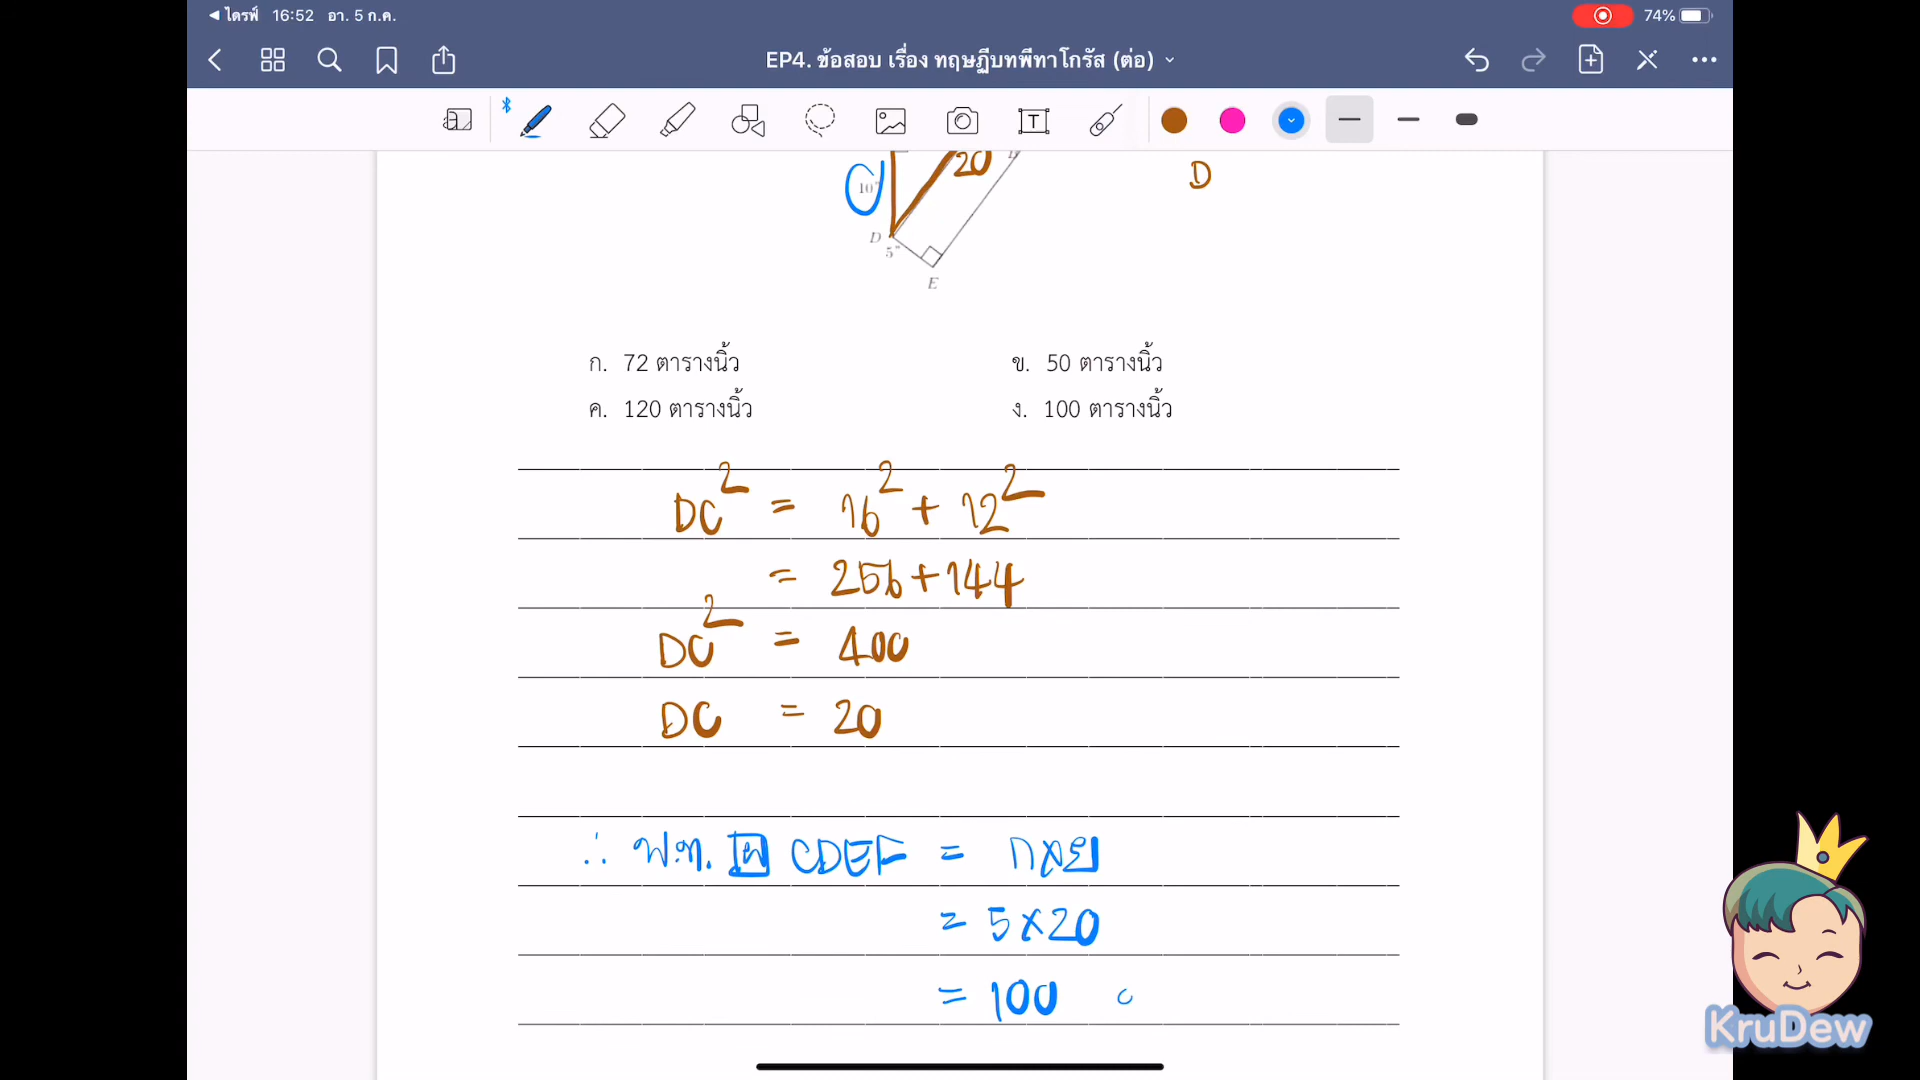 ไดรฟ์ 16:52 อา. 5 ก.ค. 74%
EP4. ข้อสอบ เรื่อง ทฤษฎีบทพีทาโกรัส (ต่อ)
T
20 D
10"
D
5"
E
ก. 72 ตารางนิ้ว ข. 50 ตารางนิ้ว
ค. 120 ตารางนิ้ว ง. 100 ตารางนิ้ว
DC² = 16² + 12²
= 256 + 144
DC² = 400
DC = 20
∴ พ.ท. CDEF = ก×ย
= 5×20
= 100
KruDew